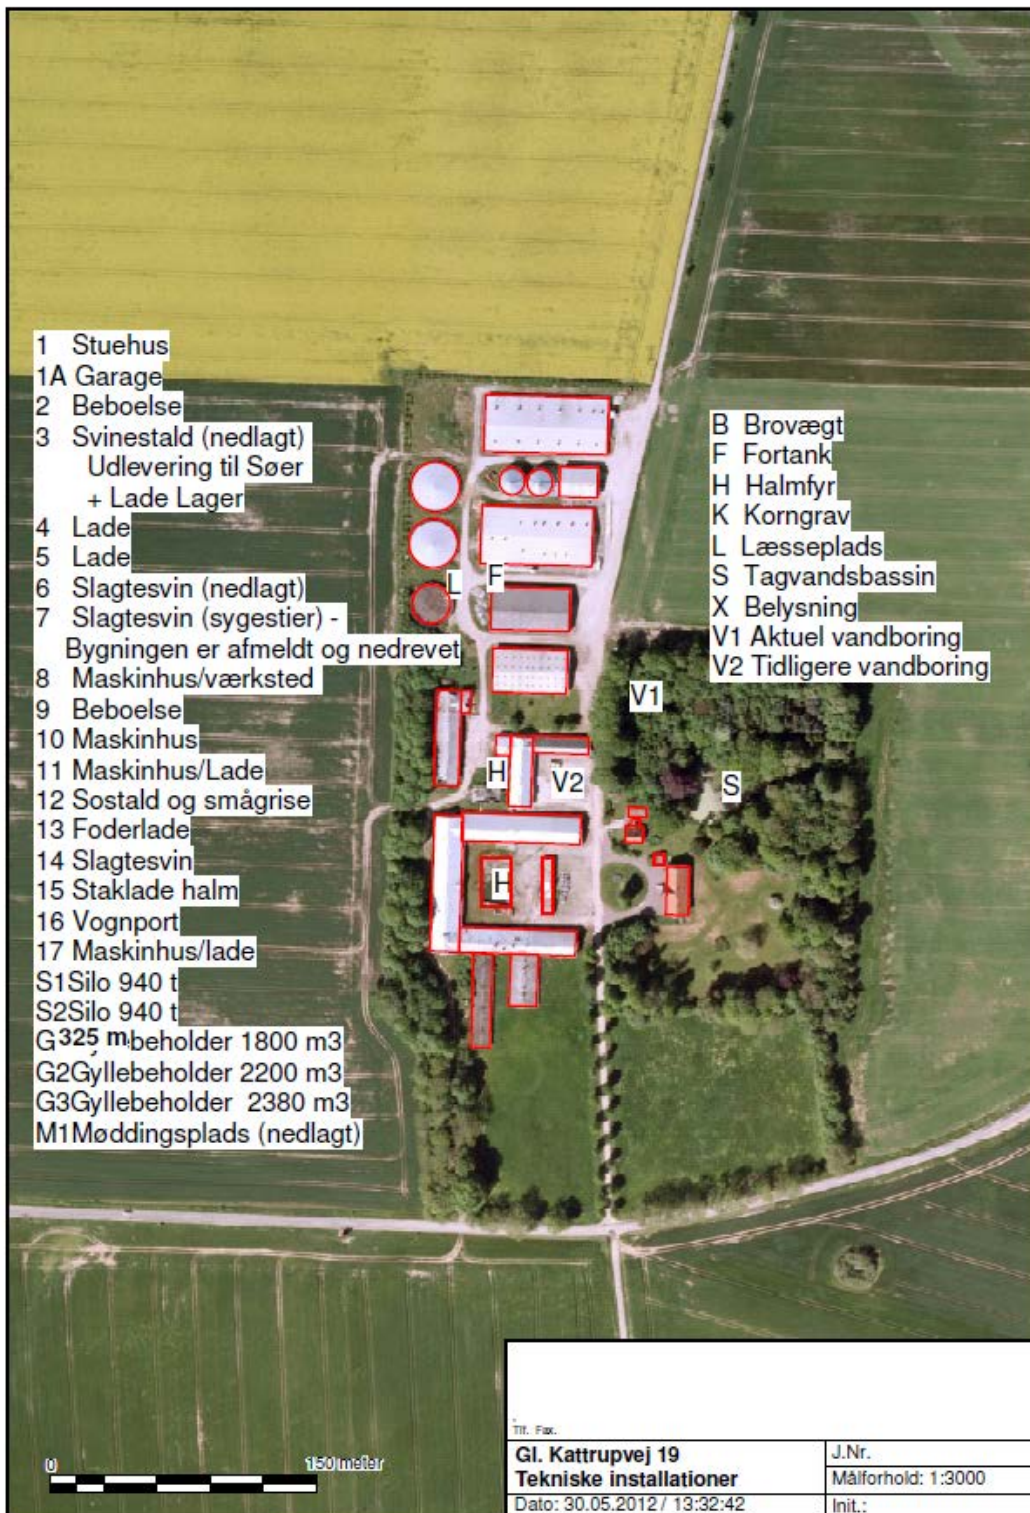 1 Stuehus
1A Garage
2 Beboelse
3 Svinestald (nedlagt)
Udlevering til Søer
+ Lade Lager
4 Lade
5 Lade
6 Slagtesvin (nedlagt)
7 Slagtesvin (sygestier) -
Bygningen er afmeldt og nedrevet
8 Maskinhus/værksted
9 Beboelse
10 Maskinhus
11 Maskinhus/Lade
12 Sostald og smågrise
13 Foderlade
14 Slagtesvin
15 Staklade halm
16 Vognport
17 Maskinhus/lade
S1Silo 940 t
S2Silo 940 t
G 325 m beholder 1800 m3
G2Gyllebeholder 2200 m3
G3Gyllebeholder 2380 m3
M1Møddingsplads (nedlagt)
B Brovægt
F Fortank
H Halmfyr
K Korngrav
L Læsseplads
S Tagvandsbassin
X Belysning
V1 Aktuel vandboring
V2 Tidligere vandboring
L
F
V1
H
V2
S
H
0 150 meter
Tlf. Fax.
Gl. Kattrupvej 19
Tekniske installationer
Dato: 30.05.2012 / 13:32:42
J.Nr.
Målforhold: 1:3000
Init.: